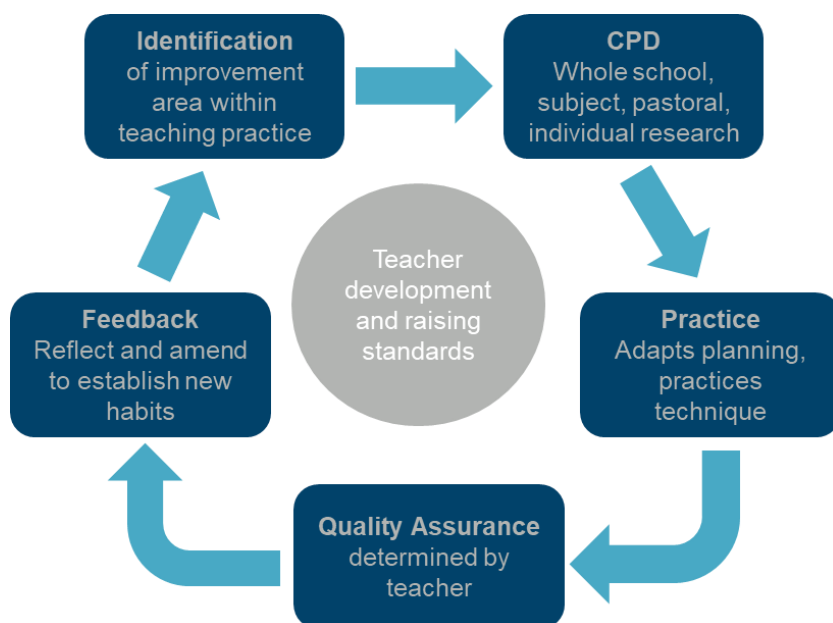 Identification
of improvement
area within
teaching practice
CPD
Whole school,
subject, pastoral,
individual research
Teacher
development
and raising
standards
Feedback
Reflect and amend
to establish new
habits
Practice
Adapts planning,
practices
technique
Quality Assurance
determined by
teacher